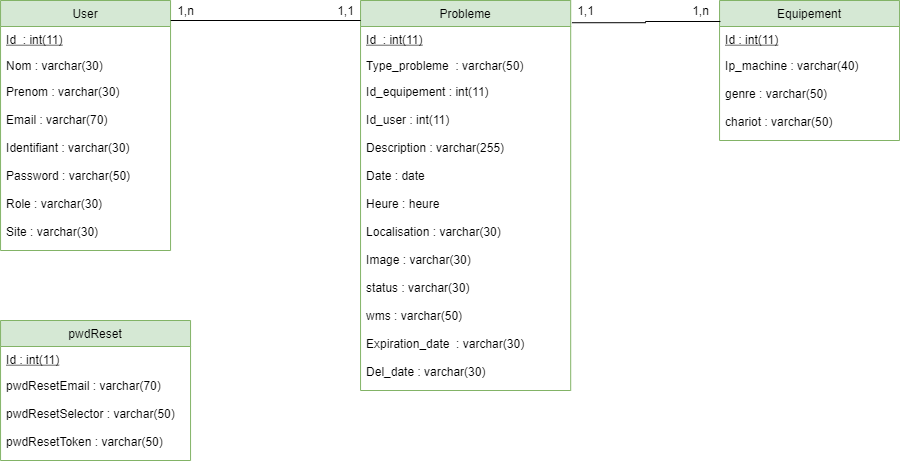 User
Id : int(11)
Nom : varchar(30)
Prenom : varchar(30)
Email : varchar(70)
Identifiant : varchar(30)
Password : varchar(50)
Role : varchar(30)
Site : varchar(30)
1,n
1,1
Probleme
Id : int(11)
Type_probleme : varchar(50)
Id_equipement : int(11)
Id_user : int(11)
Description : varchar(255)
Date : date
Heure : heure
Localisation : varchar(30)
Image : varchar(30)
status : varchar(30)
wms : varchar(50)
Expiration_date : varchar(30)
Del_date : varchar(30)
1,1
1,n
Equipement
Id : int(11)
Ip_machine : varchar(40)
genre : varchar(50)
chariot : varchar(50)
pwdReset
Id : int(11)
pwdResetEmail : varchar(70)
pwdResetSelector : varchar(50)
pwdResetToken : varchar(50)